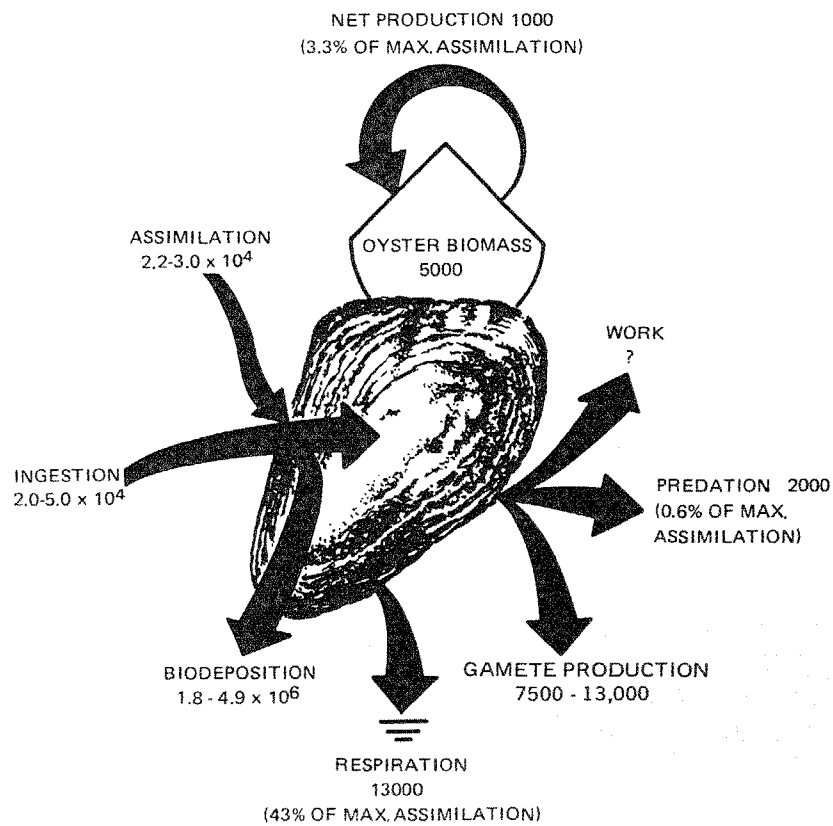 NET PRODUCTION 1000
(3.3% OF MAX. ASSIMILATION)
ASSIMILATION
2.2-3.0 x 10⁴
OYSTER BIOMASS
5000
WORK
?
INGESTION
2.0-5.0 x 10⁴
PREDATION 2000
(0.6% OF MAX.
ASSIMILATION)
BIODEPOSITION
1.8 - 4.9 x 10⁶
GAMETE PRODUCTION
7500 - 13,000
RESPIRATION
13000
(43% OF MAX. ASSIMILATION)